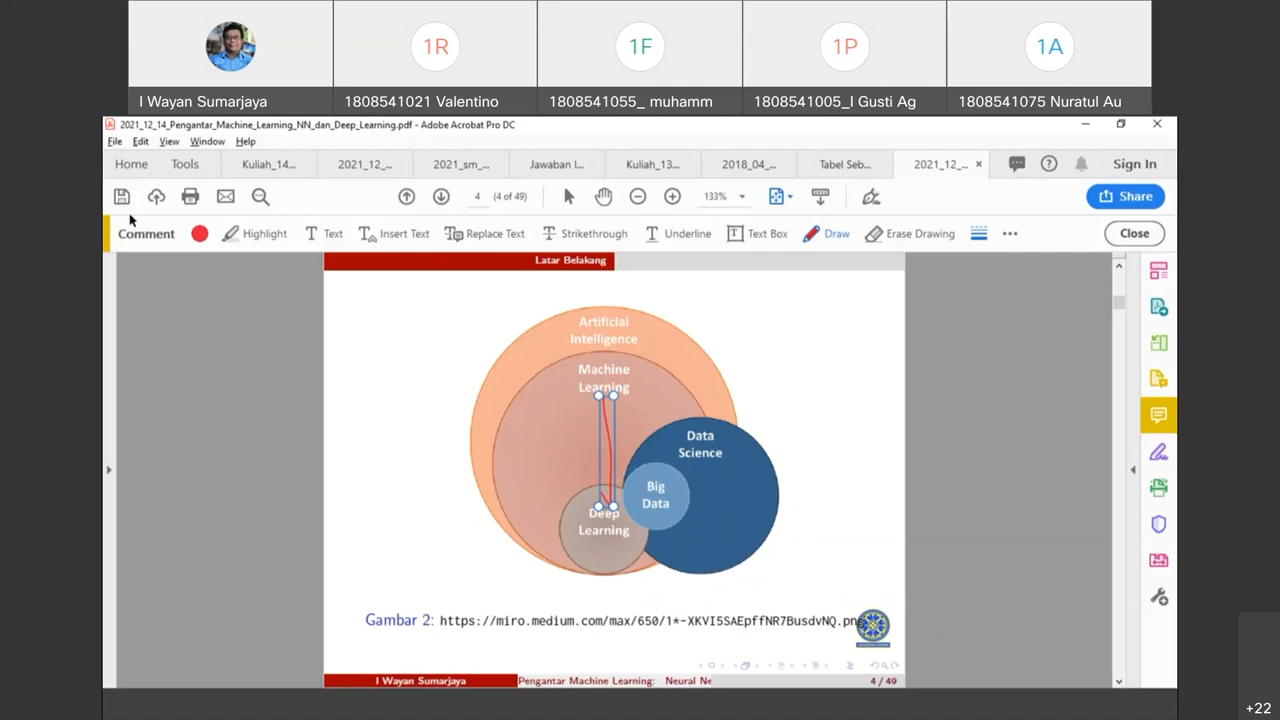 1R
1F
1P
1A
I Wayan Sumarjaya
1808541021 Valentino
1808541055_ muhamm
1808541005_I Gusti Ag
1808541075 Nuratul Au
2021_12_14_Pengantar_Machine_Learning_NN_dan_Deep_Learning.pdf - Adobe Acrobat Pro DC
File Edit View Window Help
Home Tools Kuliah_14... 2021_12_... 2021_sm_... Jawaban I... Kuliah_13... 2018_04_... Tabel Seb... 2021_12_... × Sign In
4 (4 of 49) 133% Share
Comment Highlight Text Insert Text Replace Text Strikethrough Underline Text Box Draw Erase Drawing Close
Latar Belakang
Artificial
Intelligence
Machine
Learning
Data
Science
Big
Data
Deep
Learning
Gambar 2: https://miro.medium.com/max/650/1*-XKVI5SAEpffNR7BusdvNQ.png
I Wayan Sumarjaya Pengantar Machine Learning: Neural Ne 4 / 49
+22